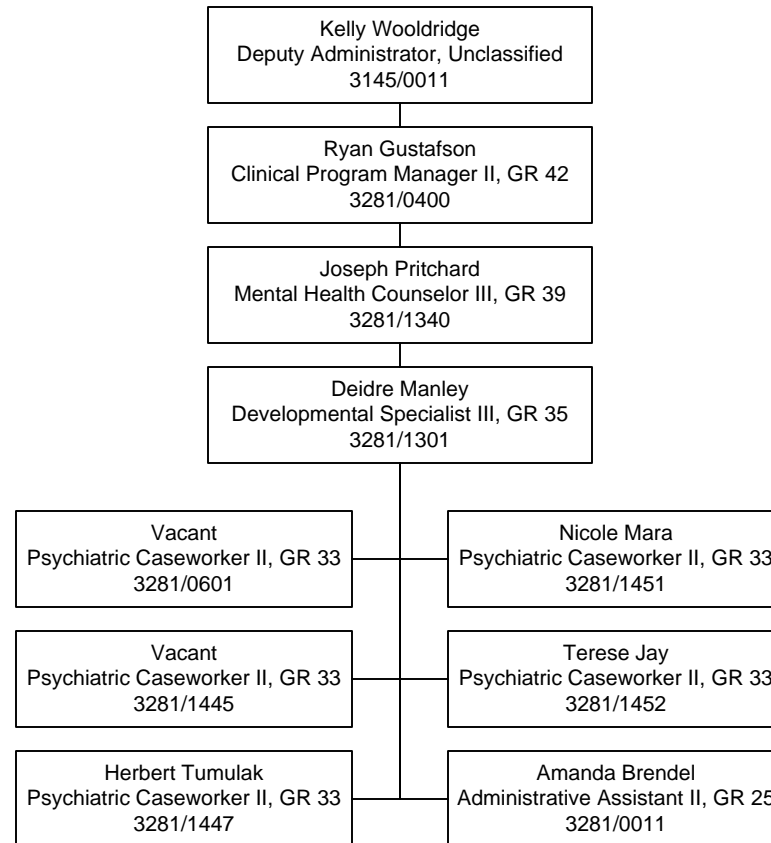 Kelly Wooldridge
Deputy Administrator, Unclassified
3145/0011
Ryan Gustafson
Clinical Program Manager II, GR 42
3281/0400
Joseph Pritchard
Mental Health Counselor III, GR 39
3281/1340
Deidre Manley
Developmental Specialist III, GR 35
3281/1301
Vacant
Psychiatric Caseworker II, GR 33
3281/0601
Nicole Mara
Psychiatric Caseworker II, GR 33
3281/1451
Vacant
Psychiatric Caseworker II, GR 33
3281/1445
Terese Jay
Psychiatric Caseworker II, GR 33
3281/1452
Herbert Tumulak
Psychiatric Caseworker II, GR 33
3281/1447
Amanda Brendel
Administrative Assistant II, GR 25
3281/0011